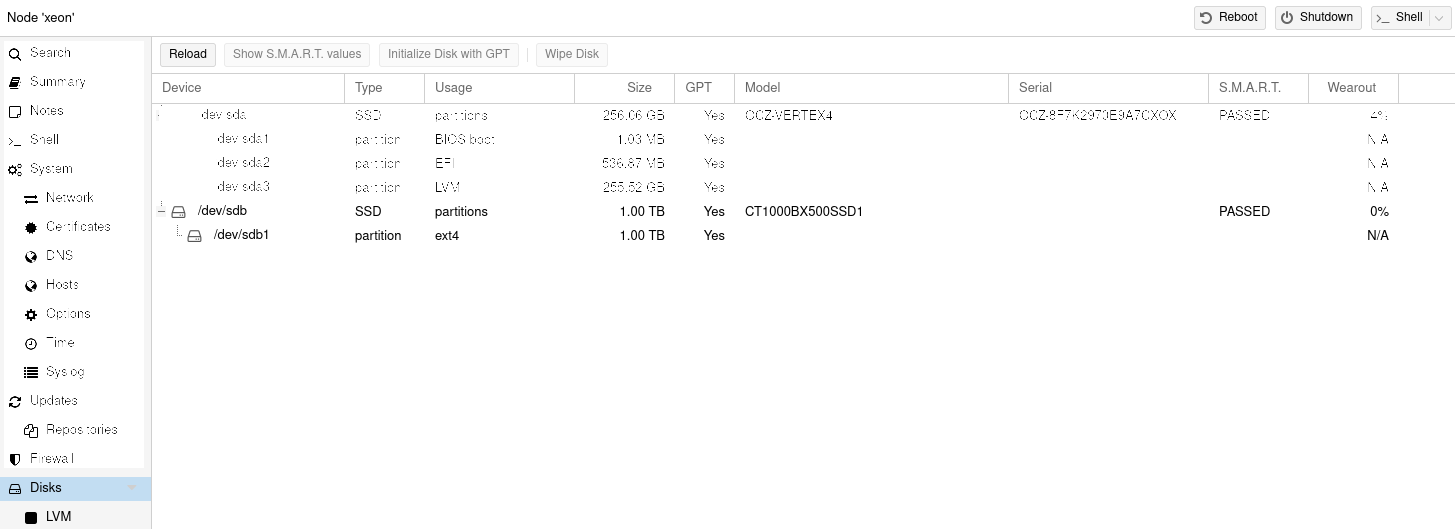 Node 'xeon'
Reboot Shutdown Shell
Search
Summary
Notes
Shell
System
Network
Certificates
DNS
Hosts
Options
Time
Syslog
Updates
Repositories
Firewall
Disks
LVM
Reload Show S.M.A.R.T. values Initialize Disk with GPT Wipe Disk
Device Type Usage Size GPT Model Serial S.M.A.R.T. Wearout
dev sda SSD partitions 256.06 GB Yes OCZ-VERTEX4 PASSED 4%
dev sda1 partition BIOS boot 1.03 MB Yes N A
dev sda2 partition EFI 536.87 MB Yes N A
dev sda3 partition LVM 255.52 GB Yes N A
/dev/sdb SSD partitions 1.00 TB Yes CT1000BX500SSD1 PASSED 0%
/dev/sdb1 partition ext4 1.00 TB Yes N/A